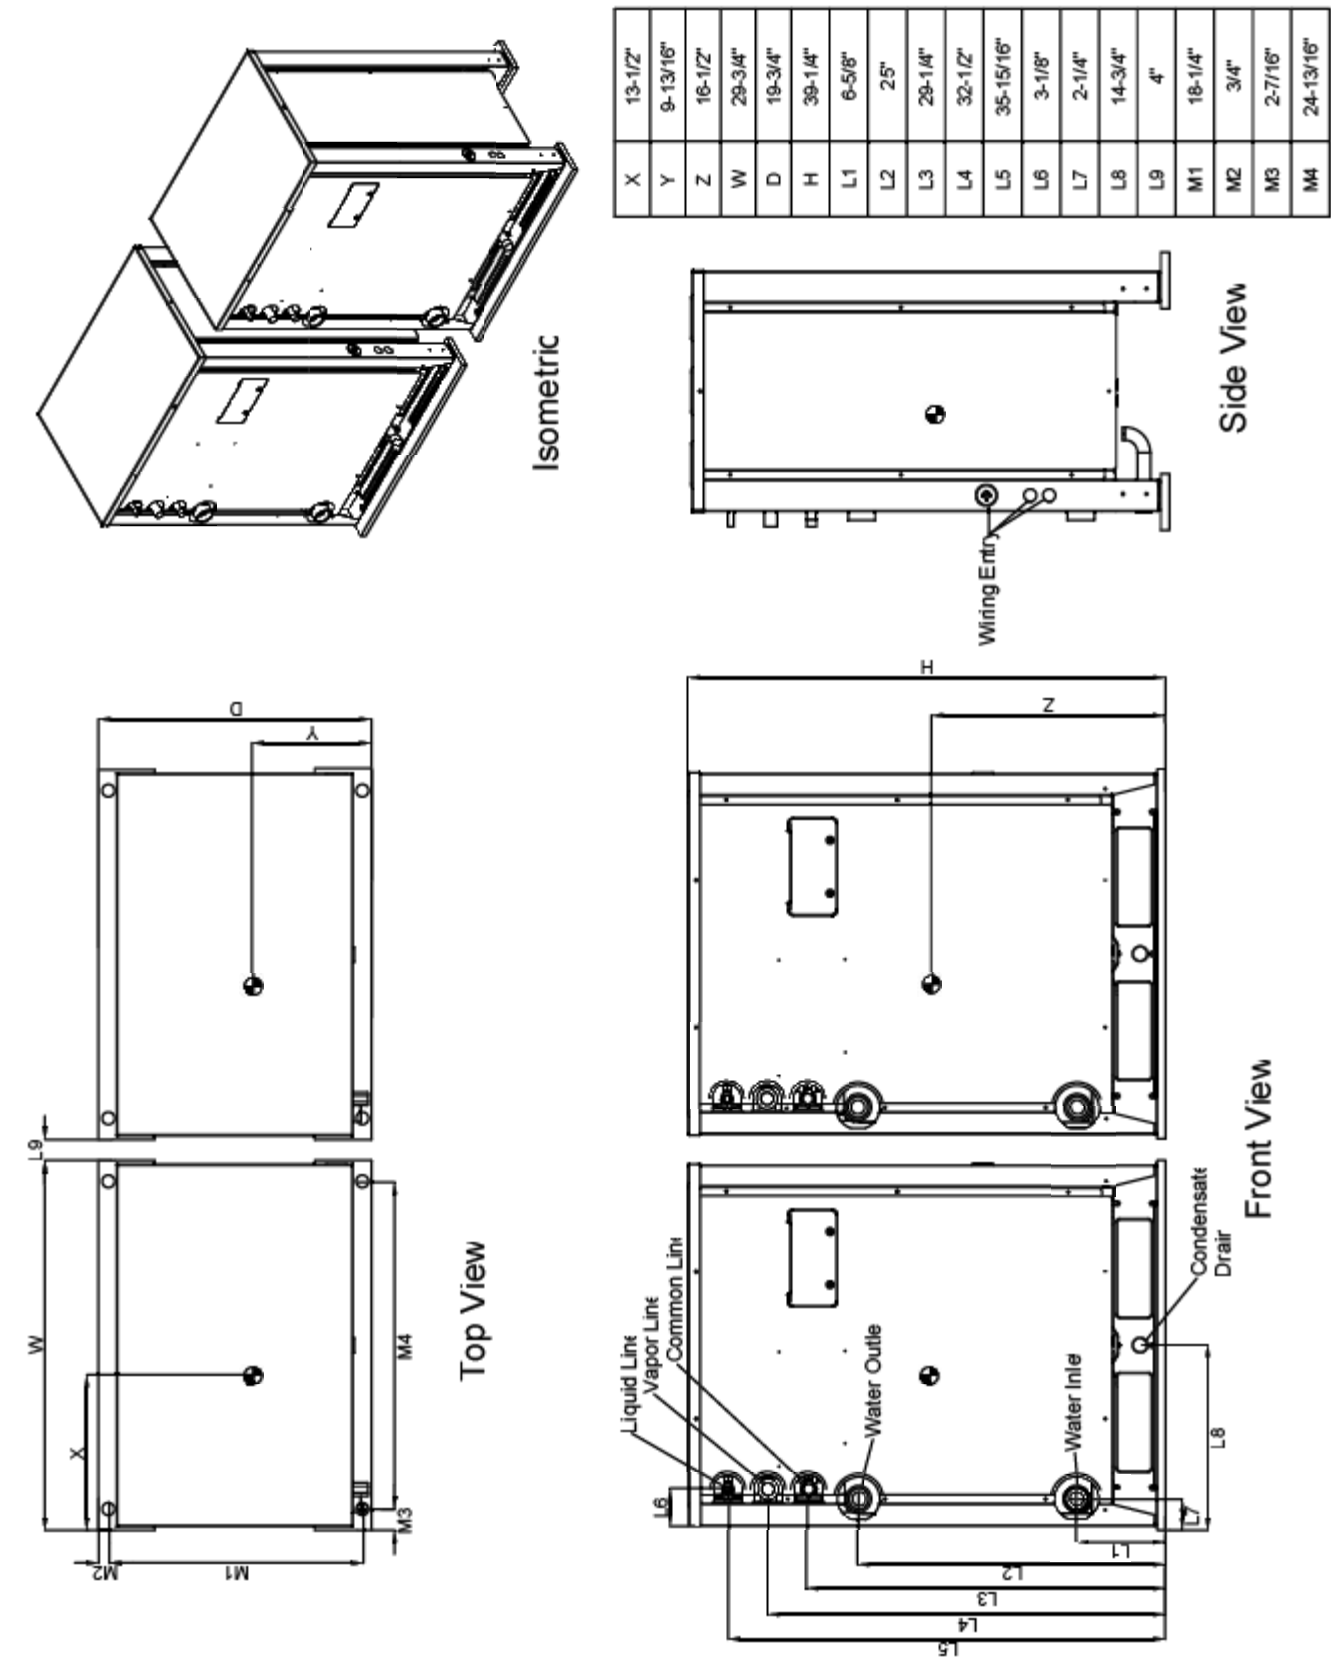 X 13-1/2"
Y 9-13/16"
Z 16-1/2"
W 29-3/4"
D 19-3/4"
H 39-1/4"
L1 6-5/8"
L2 25"
L3 29-1/4"
L4 32-1/2"
L5 35-15/16"
L6 3-1/8"
L7 2-1/4"
L8 14-3/4"
L9 4"
M1 18-1/4"
M2 3/4"
M3 2-7/16"
M4 24-13/16"
Isometric
Side View
Wiring Entry
W
L9
X
D
Y
M4
M3
M2
M1
Top View
H
Z
Liquid Line
Vapor Line
Common Line
Water Outle
Water Inle
Condensate
Drair
L6
L7
L8
L1
L2
L3
L4
L5
Front View